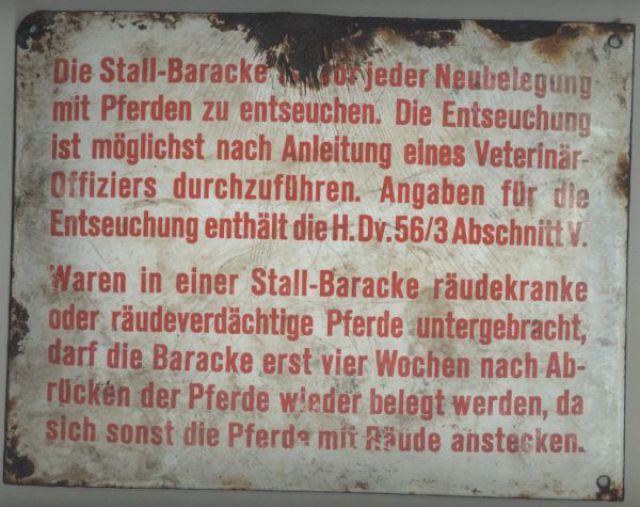 Die Stall-Baracke vor jeder Neubelegung
mit Pferden zu entseuchen. Die Entseuchung
ist möglichst nach Anleitung eines Veterinär-
Offiziers durchzuführen. Angaben für die
Entseuchung enthält die H.Dv.56/3 Abschnitt V.
Waren in einer Stall-Baracke räudekranke
oder räudeverdächtige Pferde untergebracht,
darf die Baracke erst vier Wochen nach Ab-
rücken der Pferde wieder belegt werden, da
sich sonst die Pferde mit Räude anstecken.